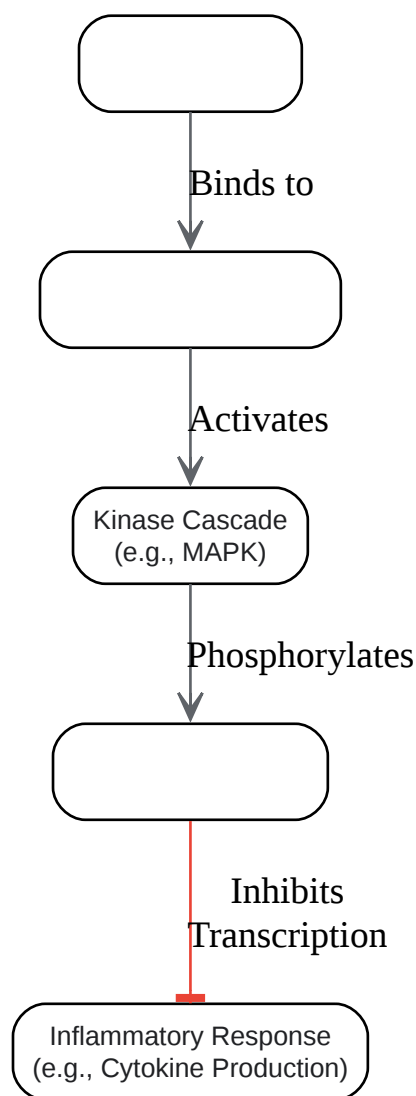 Binds to
Activates
Kinase Cascade
(e.g., MAPK)
Phosphorylates
Inhibits
Transcription
Inflammatory Response
(e.g., Cytokine Production)